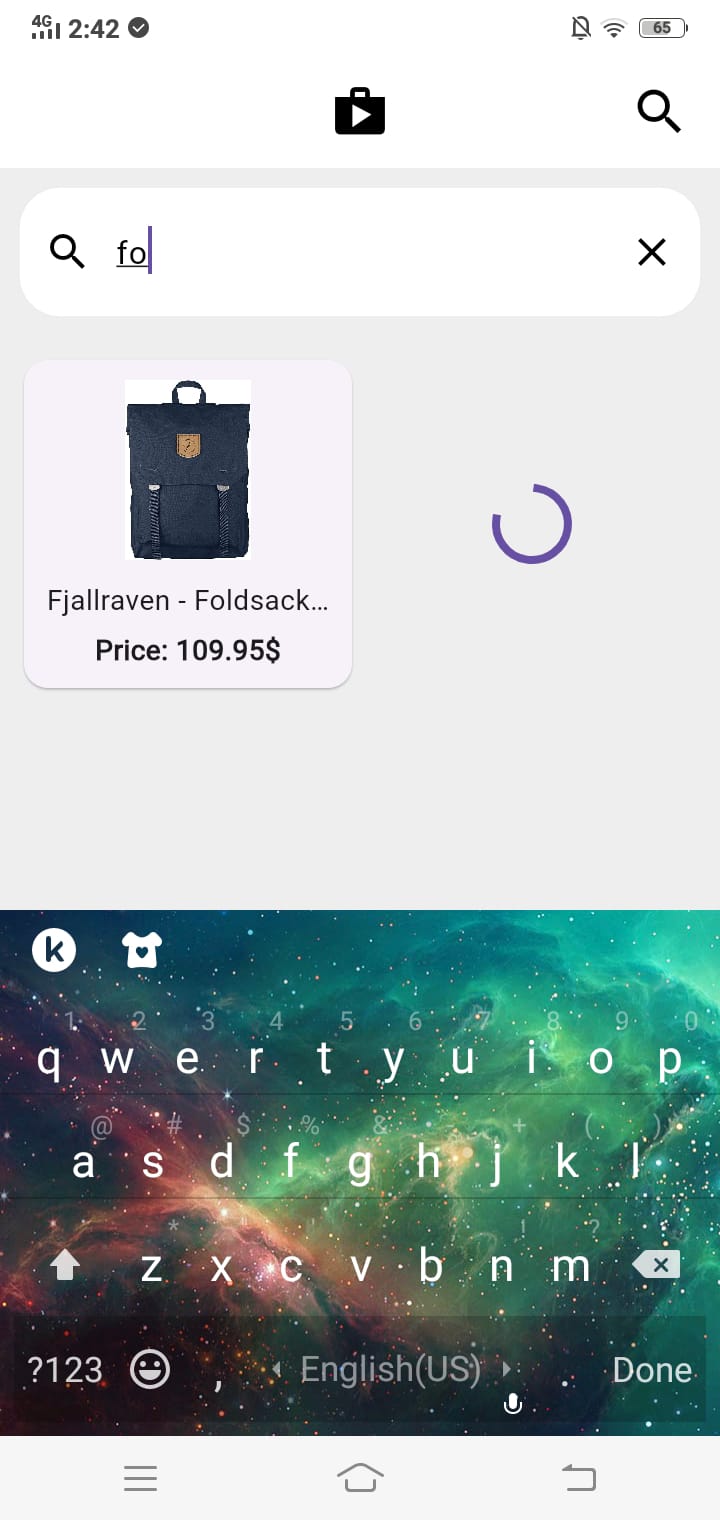 4G 2:42 65
fo
Fjallraven - Foldsack...
Price: 109.95$
k
1 2 3 4 5 6 7 8 9 0
q w e r t y u i o p
@ # $ % & - + ( )
a s d f g h j k l
* " ' ! ?
z x c v b n m
?123 , English(US) . Done